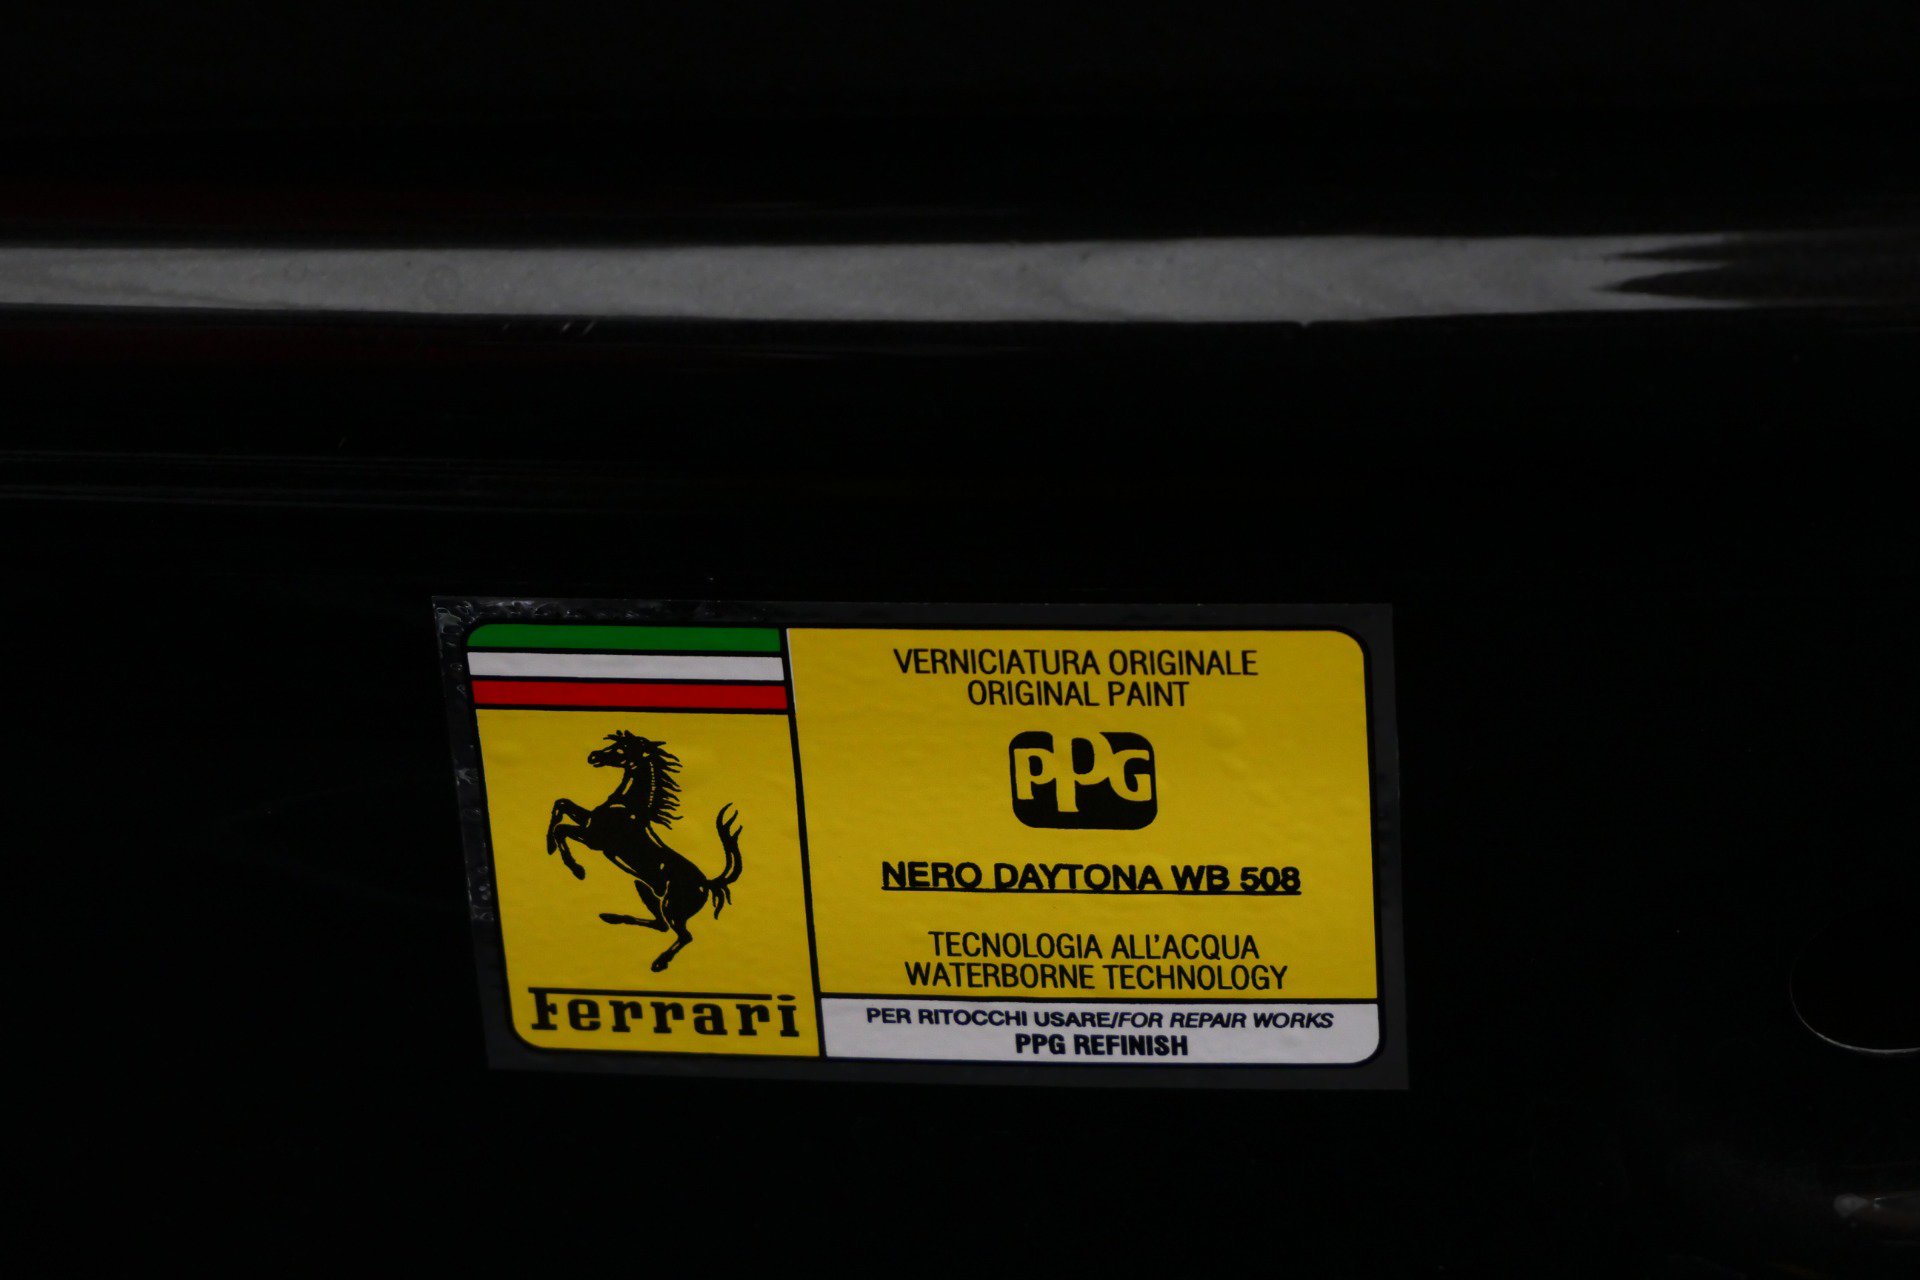 Ferrari
VERNICIATURA ORIGINALE
ORIGINAL PAINT
PPG
NERO DAYTONA WB 508
TECNOLOGIA ALL'ACQUA
WATERBORNE TECHNOLOGY
PER RITOCCHI USARE/FOR REPAIR WORKS
PPG REFINISH